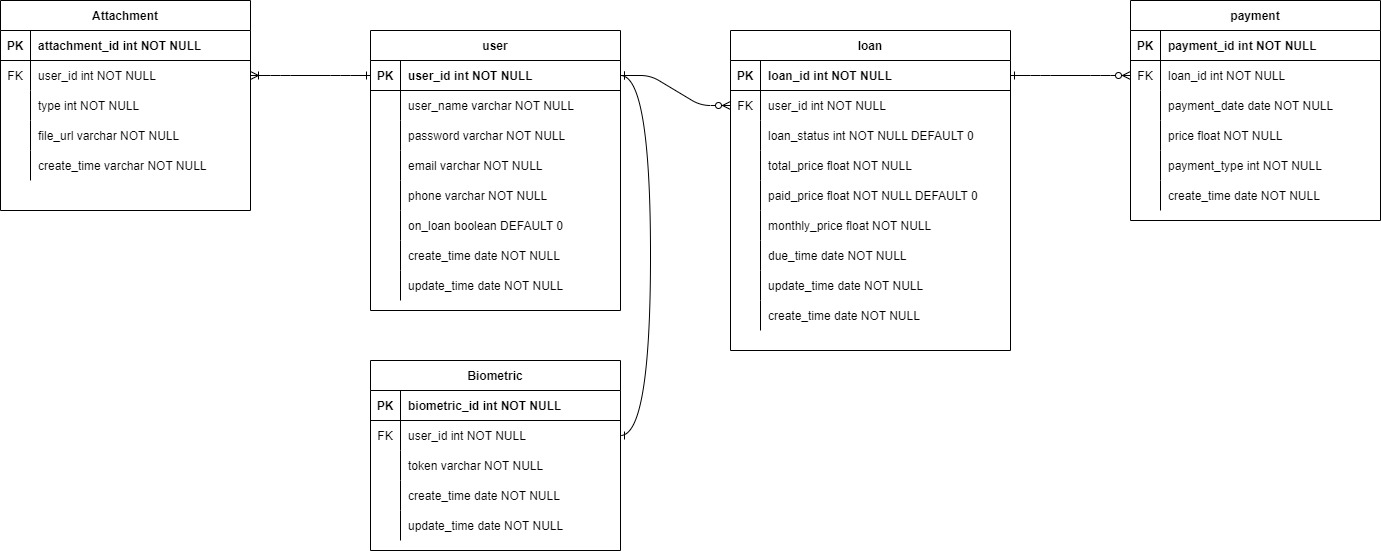 Attachment
PK attachment_id int NOT NULL
FK user_id int NOT NULL
type int NOT NULL
file_url varchar NOT NULL
create_time varchar NOT NULL
user
PK user_id int NOT NULL
user_name varchar NOT NULL
password varchar NOT NULL
email varchar NOT NULL
phone varchar NOT NULL
on_loan boolean DEFAULT 0
create_time date NOT NULL
update_time date NOT NULL
loan
PK loan_id int NOT NULL
FK user_id int NOT NULL
loan_status int NOT NULL DEFAULT 0
total_price float NOT NULL
paid_price float NOT NULL DEFAULT 0
monthly_price float NOT NULL
due_time date NOT NULL
update_time date NOT NULL
create_time date NOT NULL
payment
PK payment_id int NOT NULL
FK loan_id int NOT NULL
payment_date date NOT NULL
price float NOT NULL
payment_type int NOT NULL
create_time date NOT NULL
Biometric
PK biometric_id int NOT NULL
FK user_id int NOT NULL
token varchar NOT NULL
create_time date NOT NULL
update_time date NOT NULL